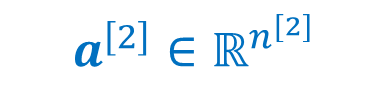 𝒂^[2] ∈ ℝ^{n^[2]}